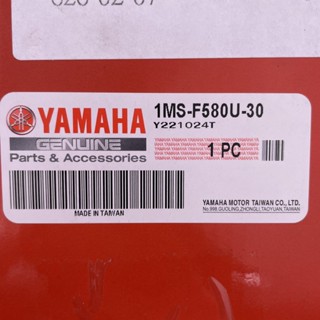 YAMAHA
GENUINE
Parts & Accessories
1MS-F580U-30
Y221024T
1 PC
MADE IN TAIWAN
YAMAHA MOTOR TAIWAN CO., LTD.